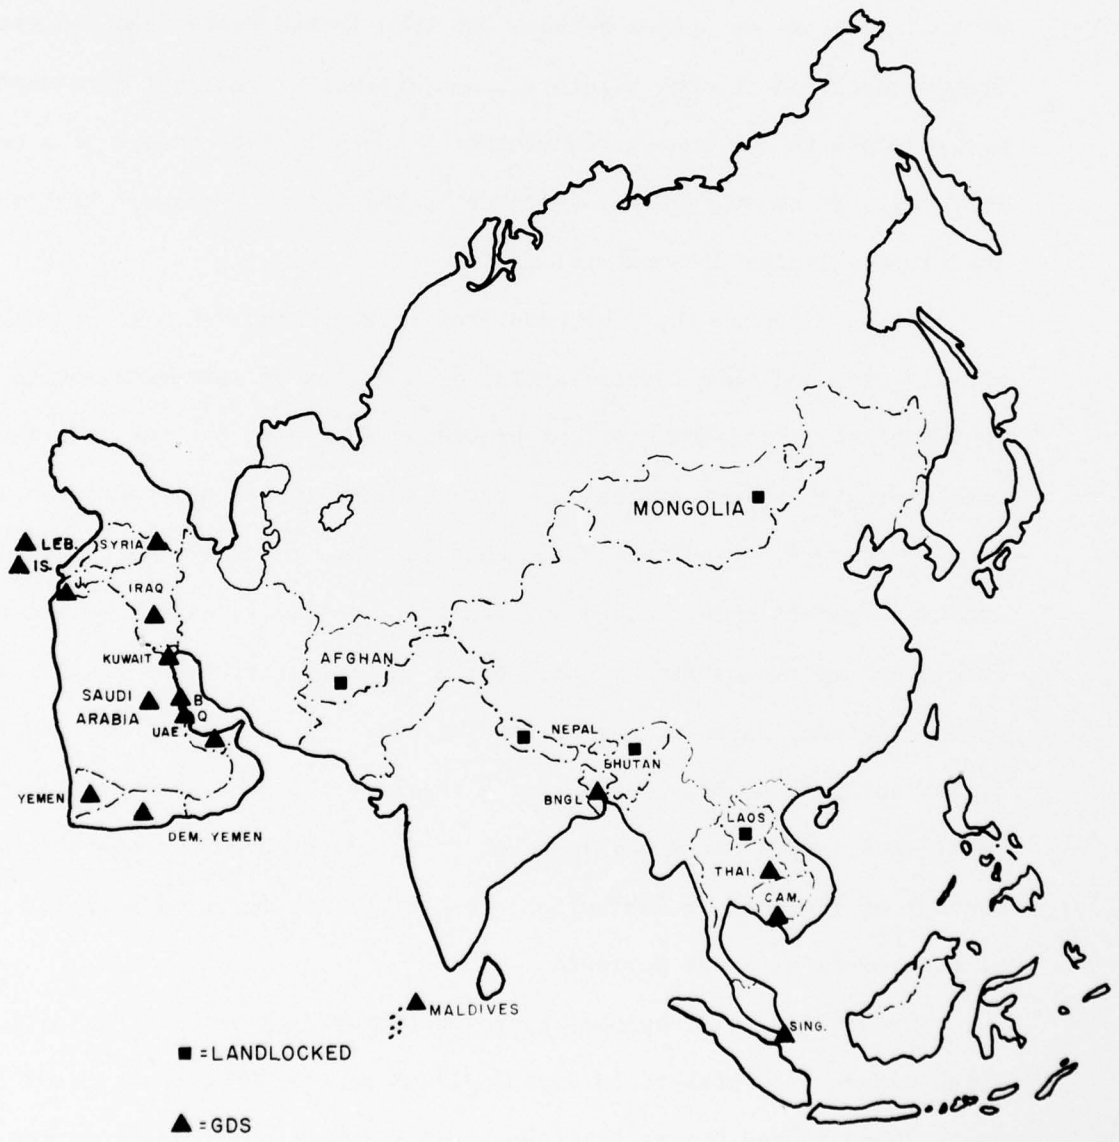 MONGOLIA
LEB.
SYRIA
IS.
J.
IRAQ
KUWAIT
AFGHAN
SAUDI
ARABIA
B
Q
UAE
NEPAL
BHUTAN
YEMEN
BNGL
DEM. YEMEN
LAOS
THAI.
CAM.
MALDIVES
SING.
=LANDLOCKED
=GDS